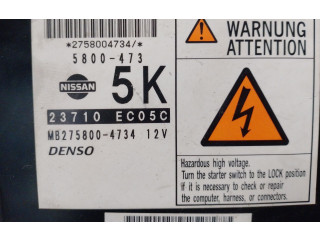 *2758004734/*
5800-473
NISSAN
5K
23710 EC05C
MB275800-4734 12V
DENSO
WARNUNG
ATTENTION
Hazardous high voltage.
Turn the starter switch to the LOCK position
if it is necessary to check or repair
the computer, harness, or connectors.